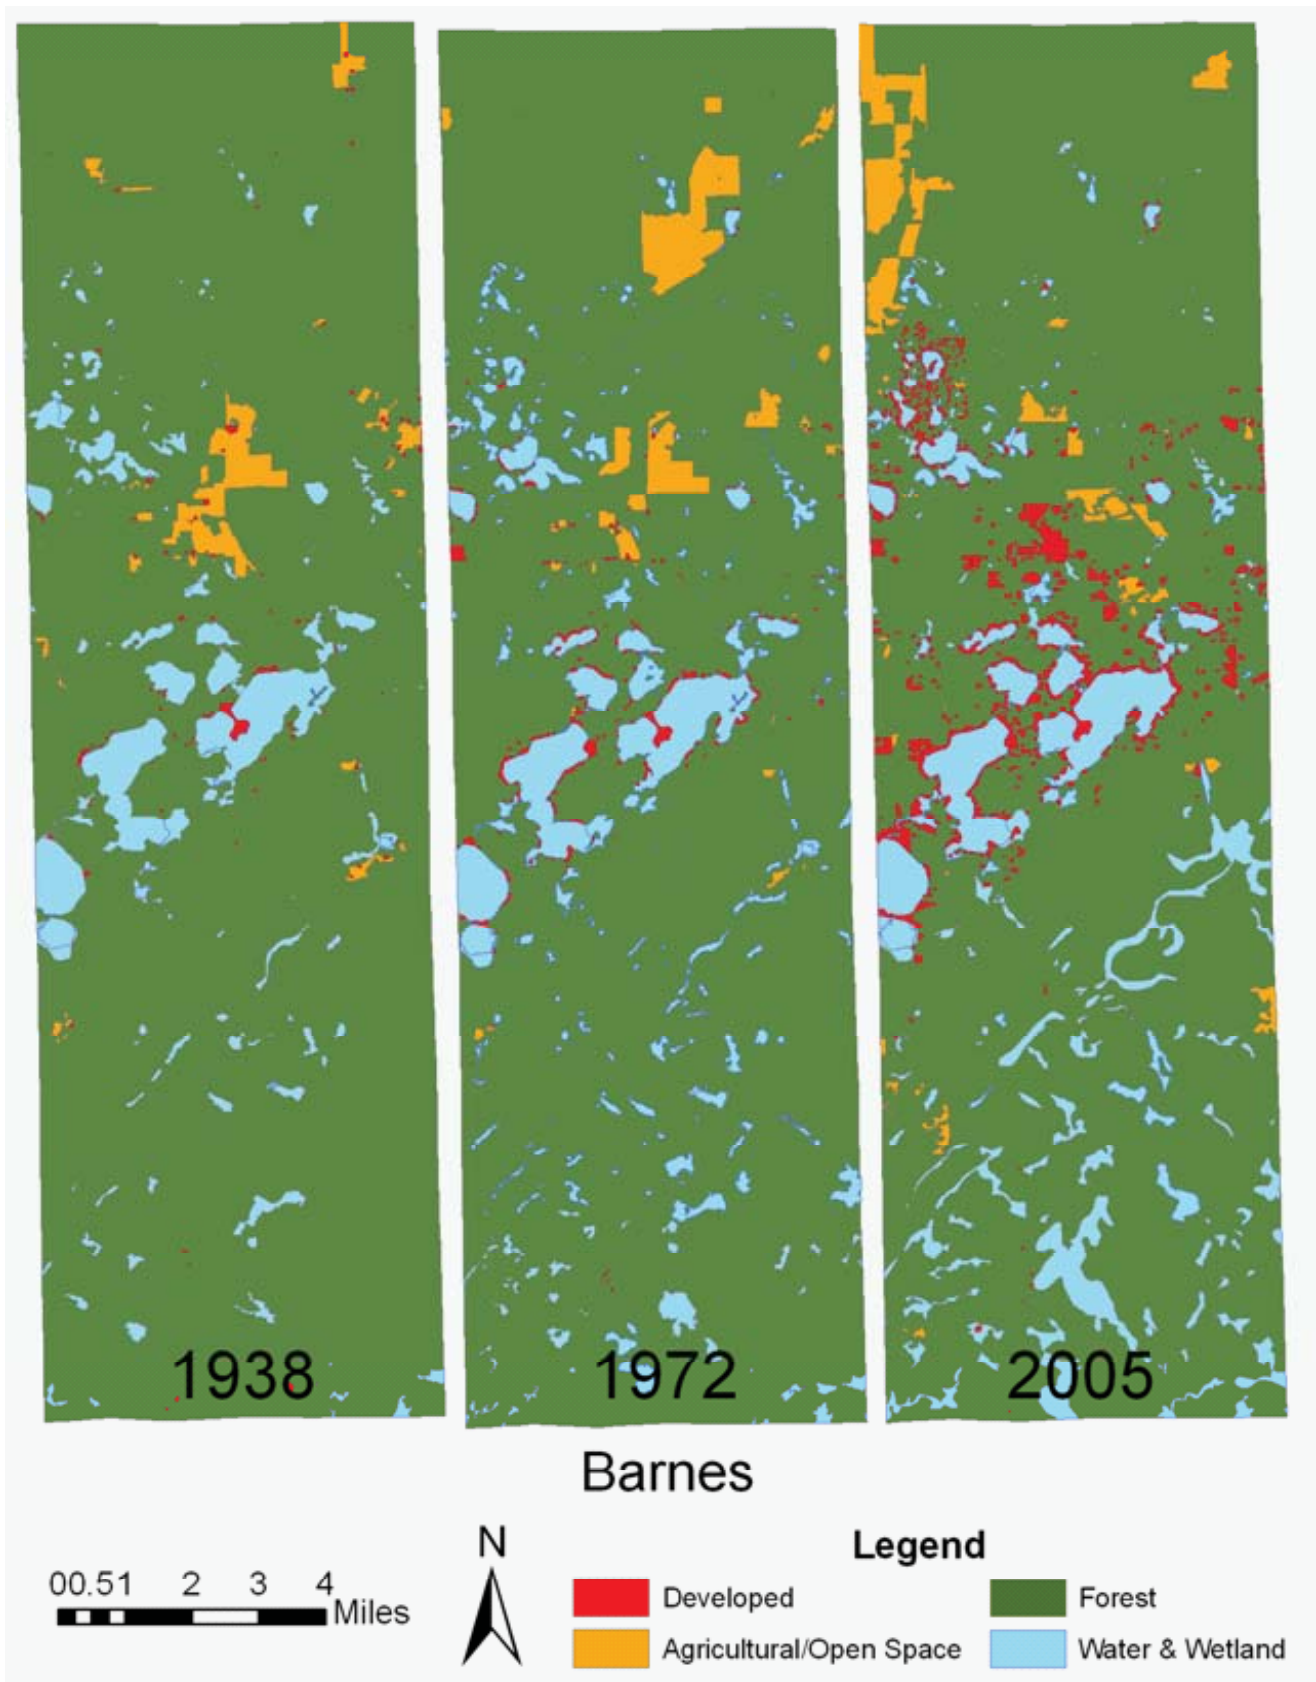 1938 1972 2005
Barnes
N
Legend
00.51 2 3 4
Miles
Developed
Forest
Agricultural/Open Space
Water & Wetland